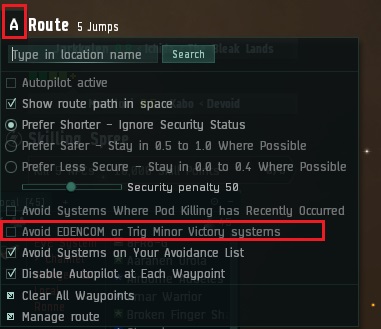 A Route 5 Jumps
Type in location name Search
Autopilot active
Show route path in space
Prefer Shorter - Ignore Security Status
Prefer Safer - Stay in 0.5 to 1.0 Where Possible
Prefer Less Secure - Stay in 0.0 to 0.4 Where Possible
Security penalty 50
Avoid Systems Where Pod Killing has Recently Occurred
Avoid EDENCOM or Trig Minor Victory systems
Avoid Systems on Your Avoidance List
Disable Autopilot at Each Waypoint
Clear All Waypoints
Manage route